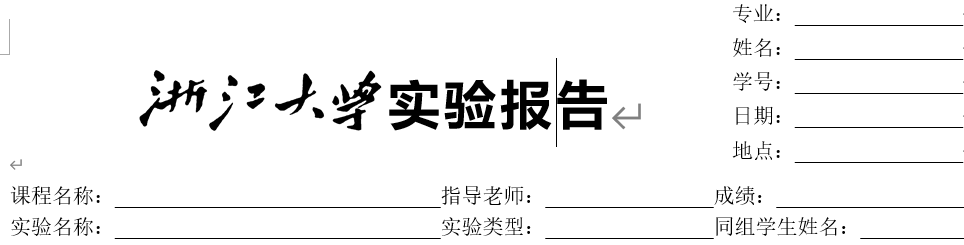 专业：
姓名：
学号：
日期：
地点：
浙江大学实验报告
课程名称： 指导老师： 成绩：
实验名称： 实验类型： 同组学生姓名：